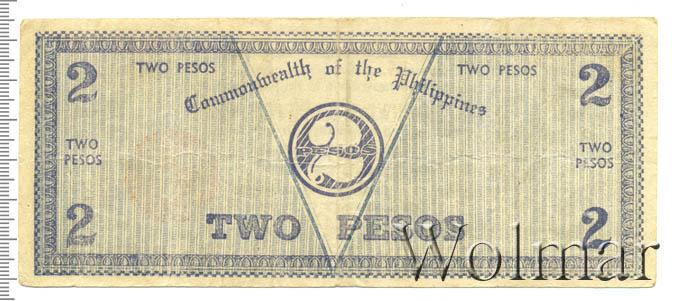 2 TWO PESOS TWO PESOS 2
Commonwealth of the Philippines
TWO PESOS
TWO PESOS
2
PESOS
2 TWO PESOS 2
Wolmar